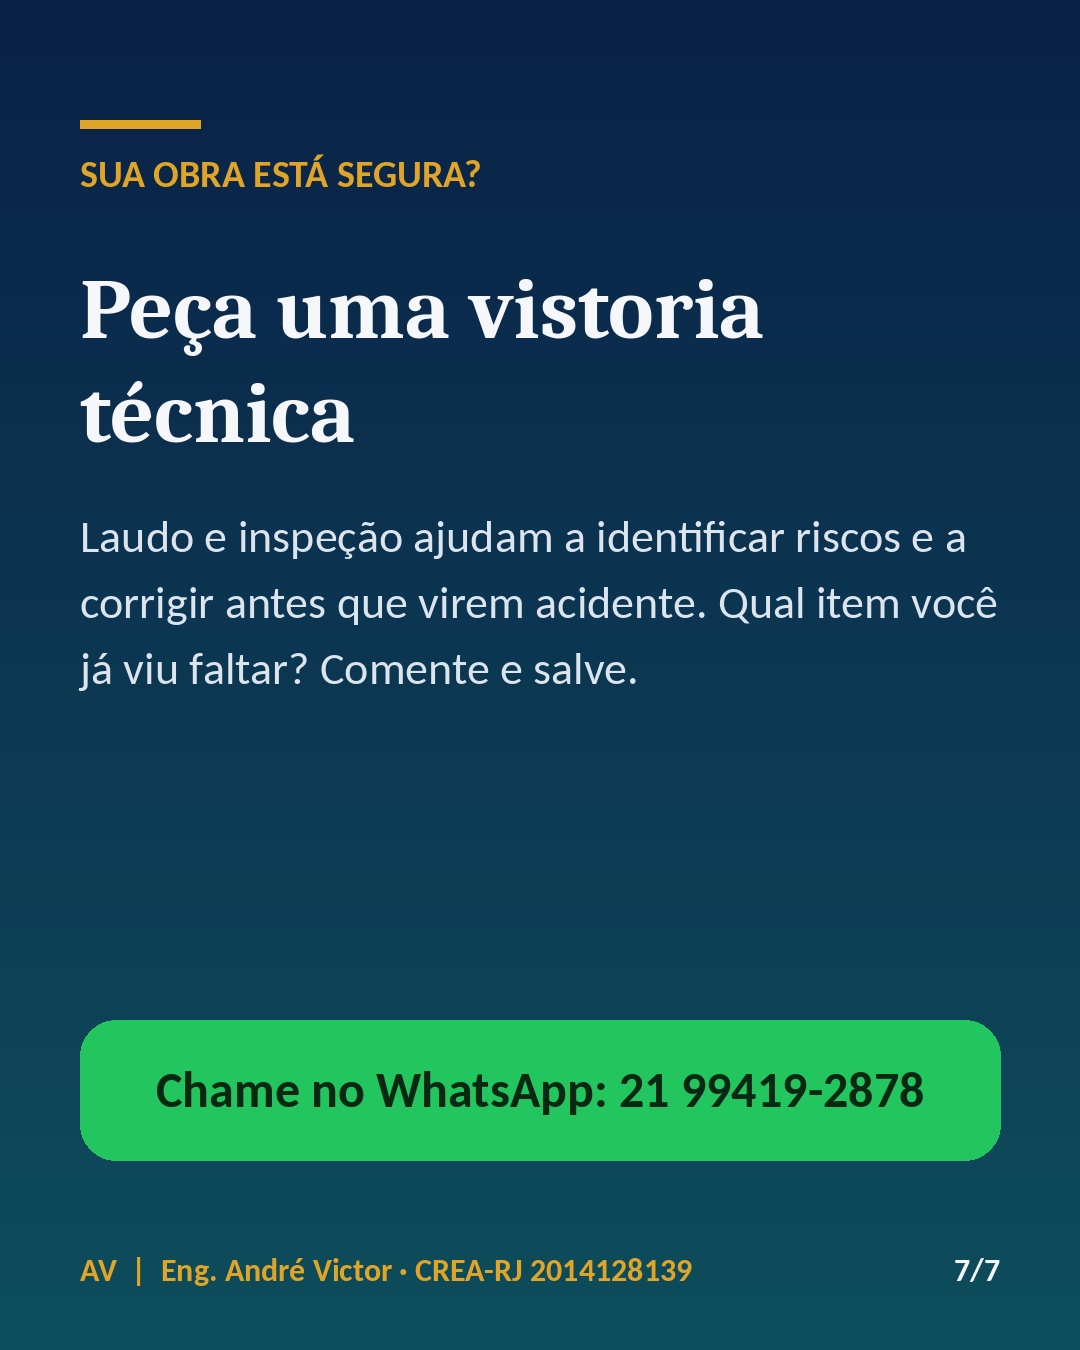 SUA OBRA ESTÁ SEGURA?
Peça uma vistoria
técnica
Laudo e inspeção ajudam a identificar riscos e a
corrigir antes que virem acidente. Qual item você
já viu faltar? Comente e salve.
Chame no WhatsApp: 21 99419-2878
AV | Eng. André Victor · CREA-RJ 2014128139
7/7